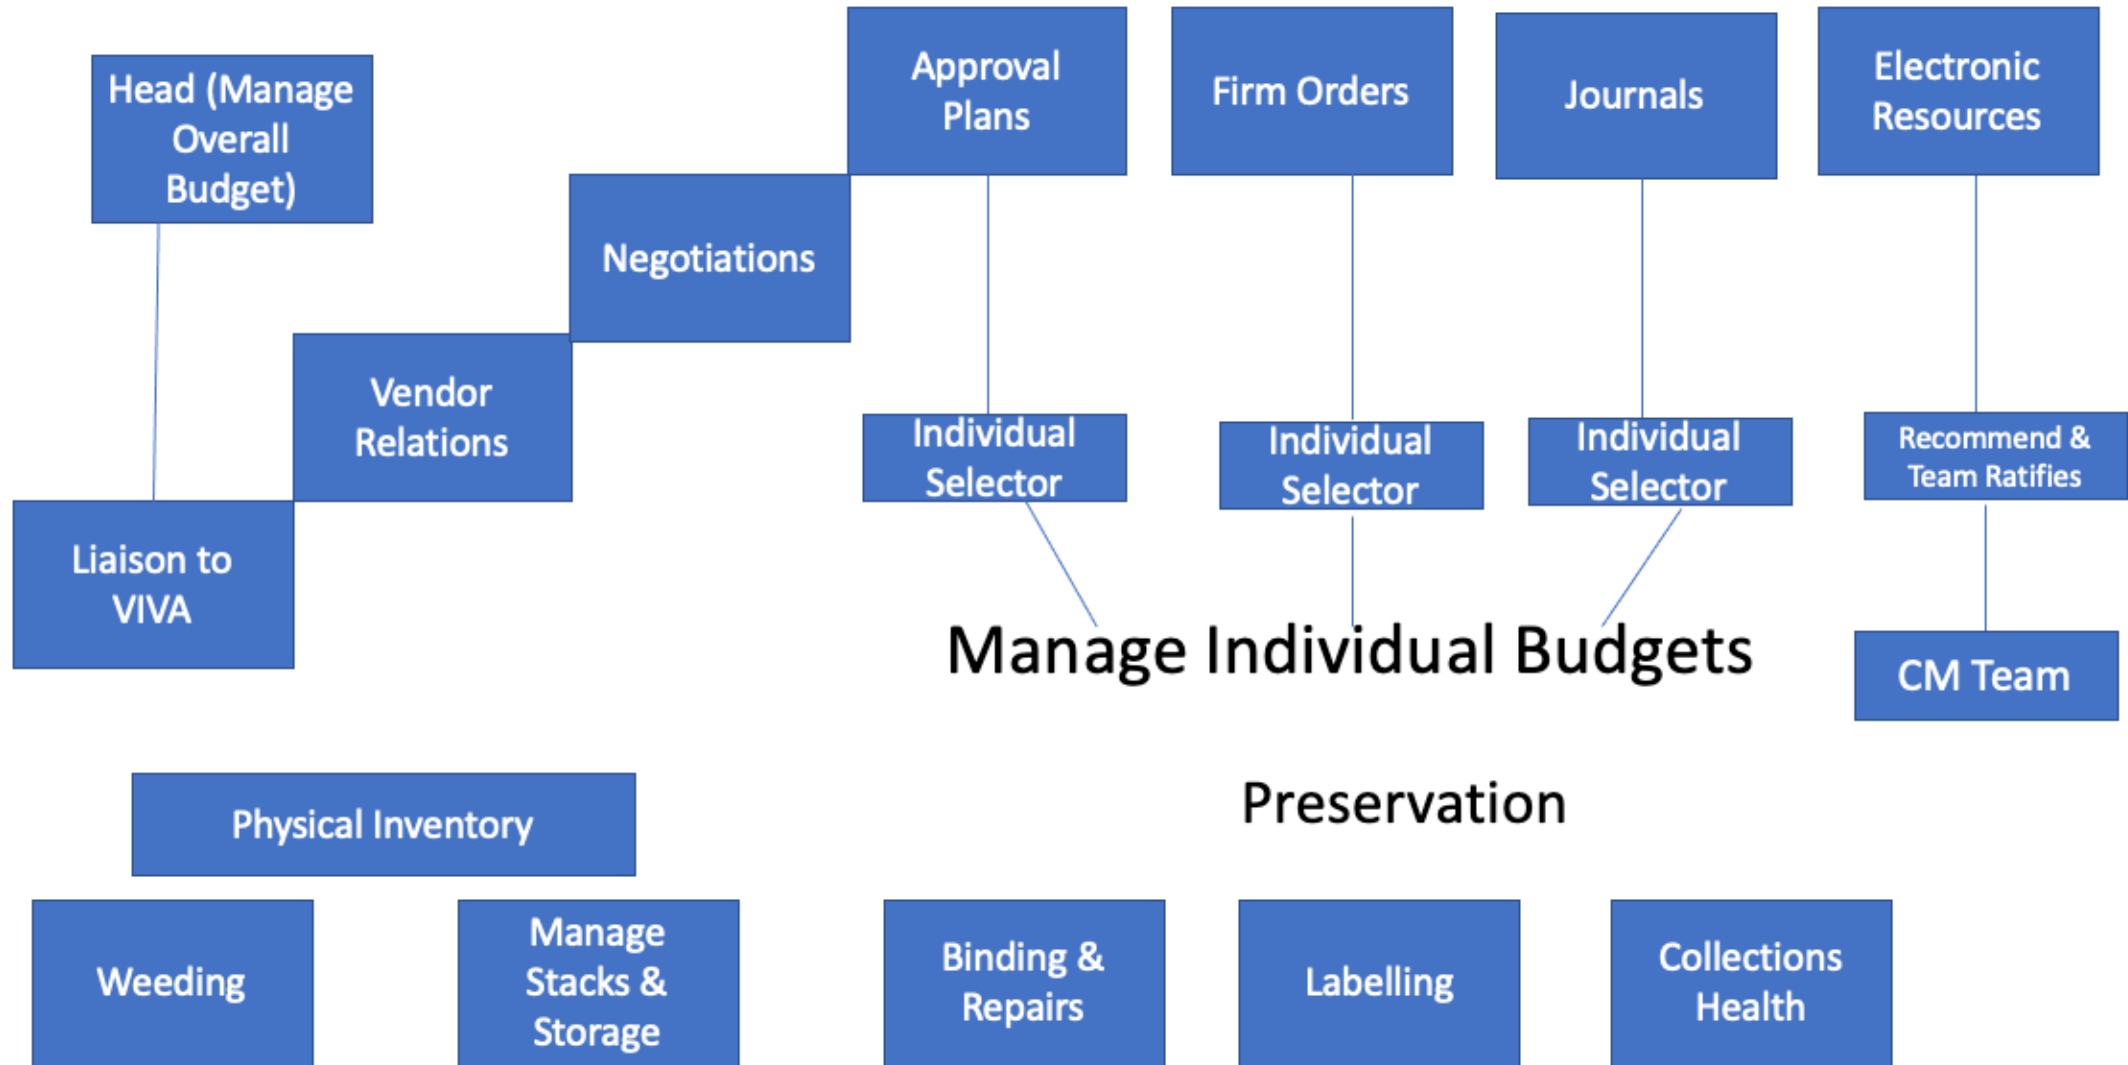 Head (Manage
Overall
Budget)
Approval
Plans
Firm Orders
Journals
Electronic
Resources
Negotiations
Vendor
Relations
Liaison to
VIVA
Individual
Selector
Individual
Selector
Individual
Selector
Recommend &
Team Ratifies
Manage Individual Budgets
CM Team
Physical Inventory
Preservation
Weeding
Manage
Stacks &
Storage
Binding &
Repairs
Labelling
Collections
Health